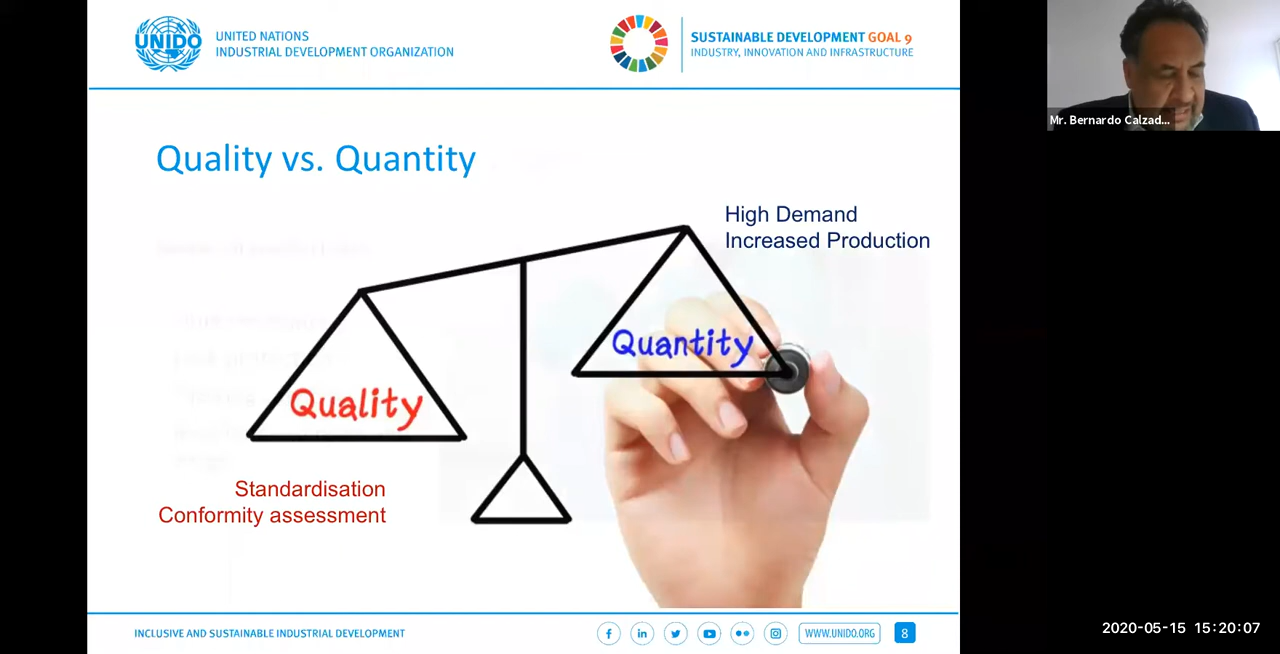 UNIDO
UNITED NATIONS
INDUSTRIAL DEVELOPMENT ORGANIZATION
SUSTAINABLE DEVELOPMENT GOAL 9
INDUSTRY, INNOVATION AND INFRASTRUCTURE
Mr. Bernardo Calzad...
Quality vs. Quantity
High Demand
Increased Production
Quantity
Quality
Standardisation
Conformity assessment
INCLUSIVE AND SUSTAINABLE INDUSTRIAL DEVELOPMENT
WWW.UNIDO.ORG
8
2020-05-15 15:20:07